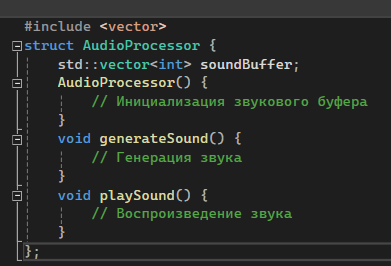 #include <vector>
struct AudioProcessor {
    std::vector<int> soundBuffer;
    AudioProcessor() {
        // Инициализация звукового буфера
    }
    void generateSound() {
        // Генерация звука
    }
    void playSound() {
        // Воспроизведение звука
    }
};